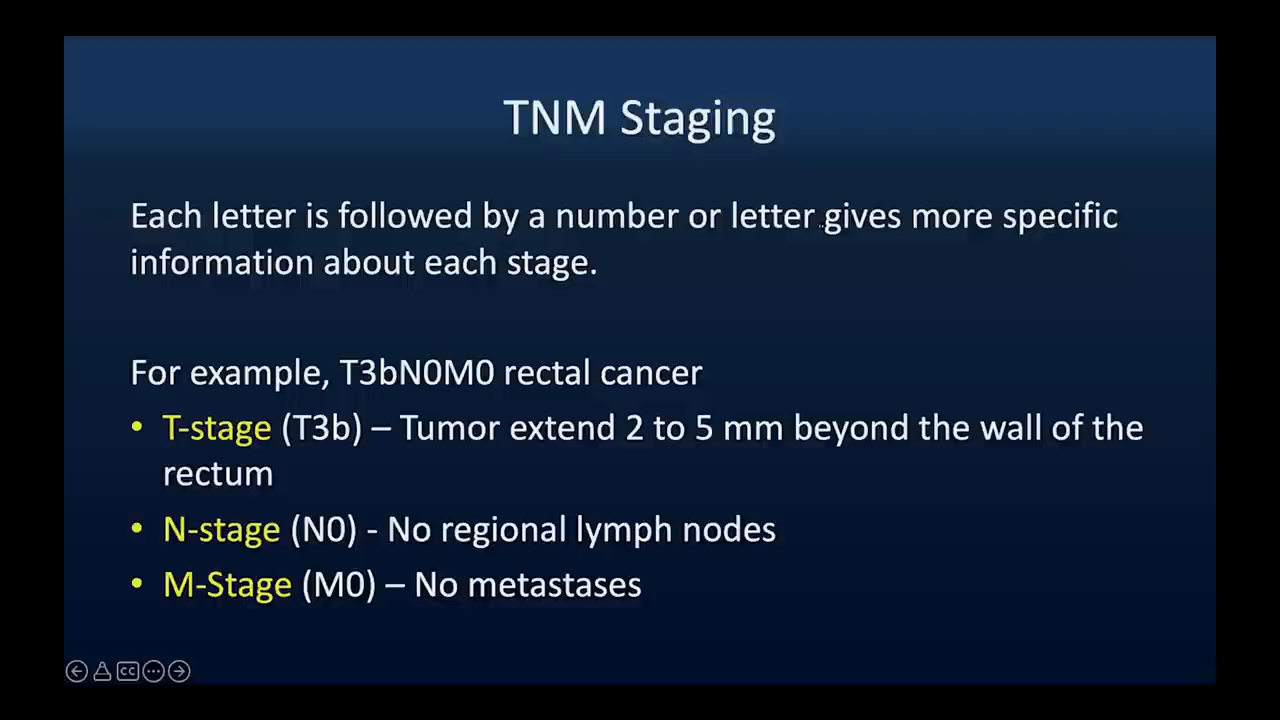 TNM Staging
Each letter is followed by a number or letter gives more specific
information about each stage.
For example, T3bN0M0 rectal cancer
• T-stage (T3b) – Tumor extend 2 to 5 mm beyond the wall of the
rectum
• N-stage (N0) - No regional lymph nodes
• M-Stage (M0) – No metastases
CC